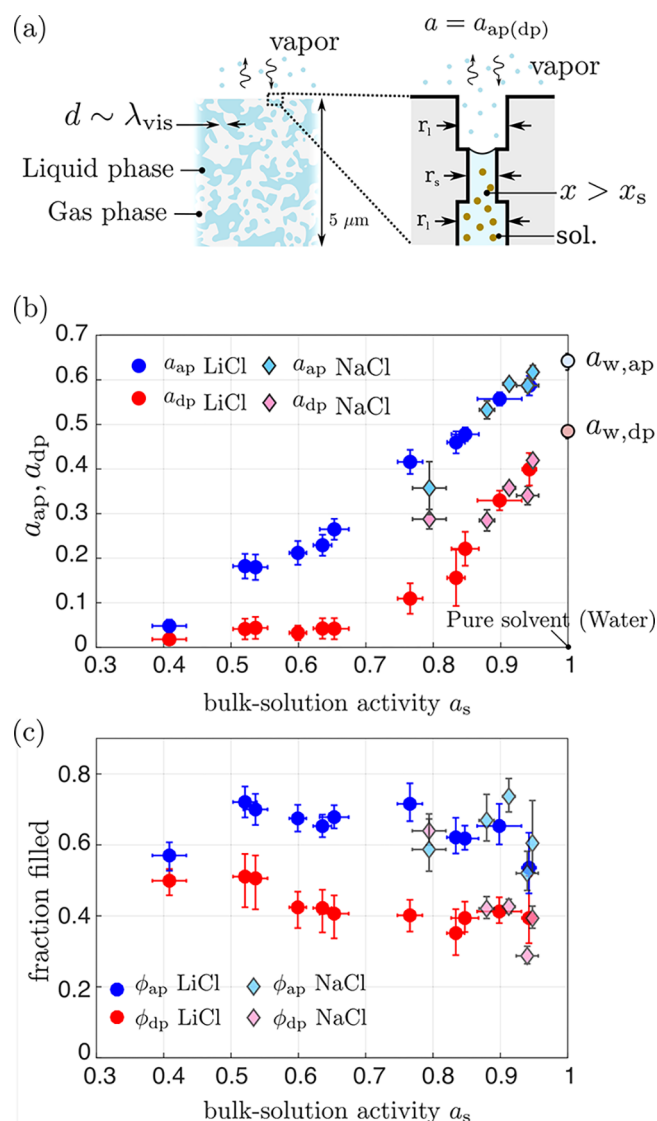 (a)
vapor
a = a_ap(dp)
vapor
d ∼ λ_vis
r_l
Liquid phase
r_s
x > x_s
Gas phase
5 μm
r_l
sol.
(b)
0.7
a_ap LiCl
a_ap NaCl
a_w,ap
0.6
a_dp LiCl
a_dp NaCl
0.5
a_w,dp
0.4
0.3
0.2
0.1
0
a_ap, a_dp
Pure solvent (Water)
0.3 0.4 0.5 0.6 0.7 0.8 0.9 1
bulk-solution activity a_s
(c)
0.8
0.6
0.4
0.2
0
fraction filled
ϕ_ap LiCl
ϕ_ap NaCl
ϕ_dp LiCl
ϕ_dp NaCl
0.3 0.4 0.5 0.6 0.7 0.8 0.9 1
bulk-solution activity a_s